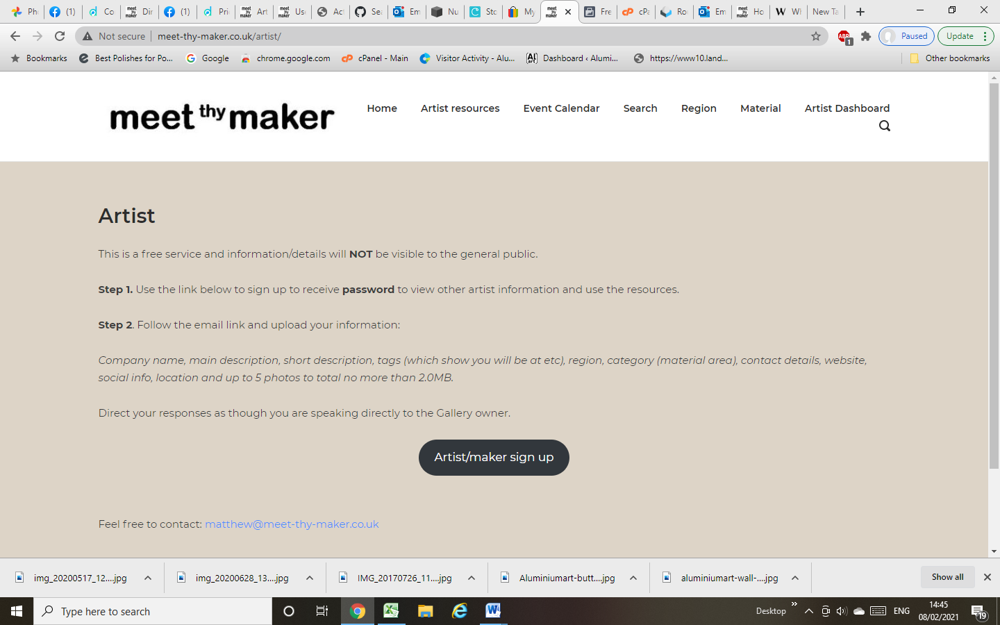 Ph (1) Co Dir (1) Pric Art Use Act Sea Em Nu Sto My Fre cPa Ro Em Ho Wh New Ta
Not secure meet-thy-maker.co.uk/artist/ Paused Update
Bookmarks Best Polishes for Po... Google chrome.google.com cPanel - Main Visitor Activity - Alu... Dashboard ‹ Alumi... https://www10.land... Other bookmarks
meet thy maker Home Artist resources Event Calendar Search Region Material Artist Dashboard
Artist
This is a free service and information/details will NOT be visible to the general public.
Step 1. Use the link below to sign up to receive password to view other artist information and use the resources.
Step 2. Follow the email link and upload your information:
Company name, main description, short description, tags (which show you will be at etc), region, category (material area), contact details, website,
social info, location and up to 5 photos to total no more than 2.0MB.
Direct your responses as though you are speaking directly to the Gallery owner.
Artist/maker sign up
Feel free to contact: matthew@meet-thy-maker.co.uk
img_20200517_12....jpg img_20200628_13....jpg IMG_20170726_11....jpg Aluminiumart-butt....jpg aluminiumart-wall-....jpg Show all
Type here to search Desktop ENG 14:45
08/02/2021 19